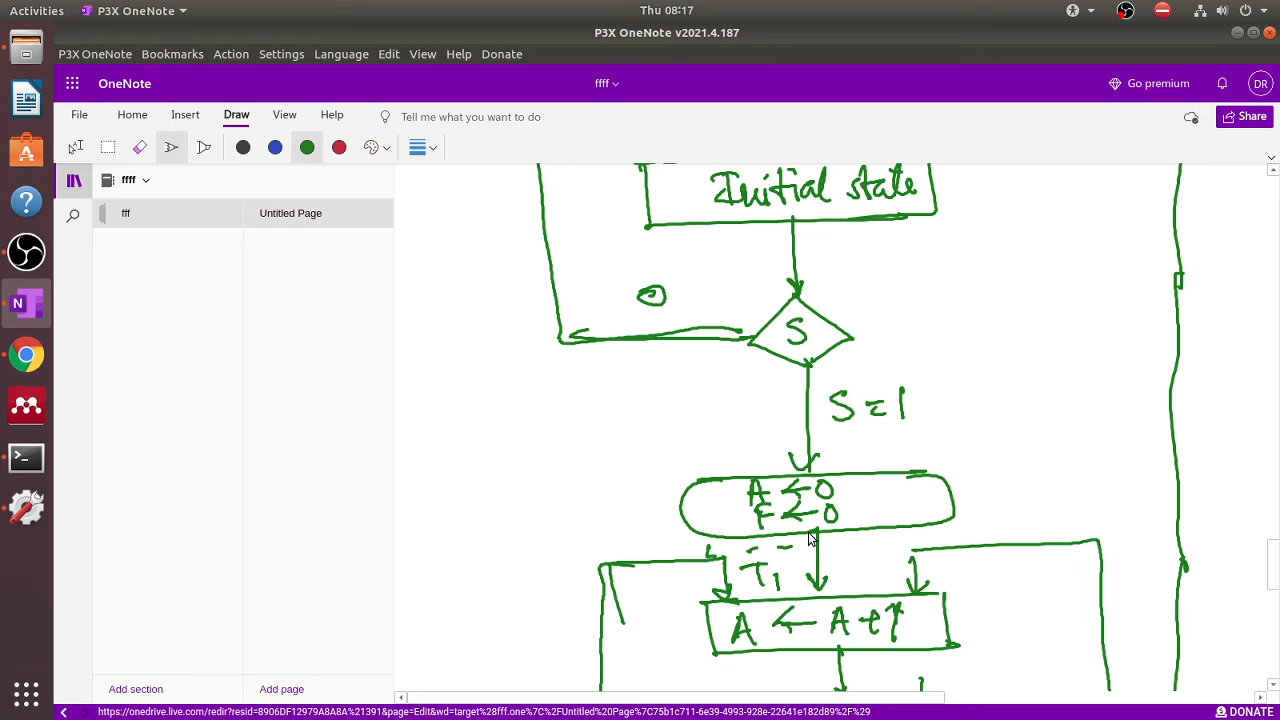 Activities
P3X OneNote
Thu 08:17
P3X OneNote v2021.4.187
P3X OneNote Bookmarks Action Settings Language Edit View Help Donate
OneNote
ffff
Go premium
DR
File Home Insert Draw View Help
Tell me what you want to do
Share
ffff
fff
Untitled Page
Initial state
0
S
S = 1
A ← 0
F ← 0
T1
A ← A + 1
Add section
Add page
https://onedrive.live.com/redir?resid=8906DF12979A8A8A%21391&page=Edit&wd=target%28fff.one%7C%2FUntitled%20Page%7C75b1c711-6e39-4993-928e-22641e182d89%2F%29
DONATE